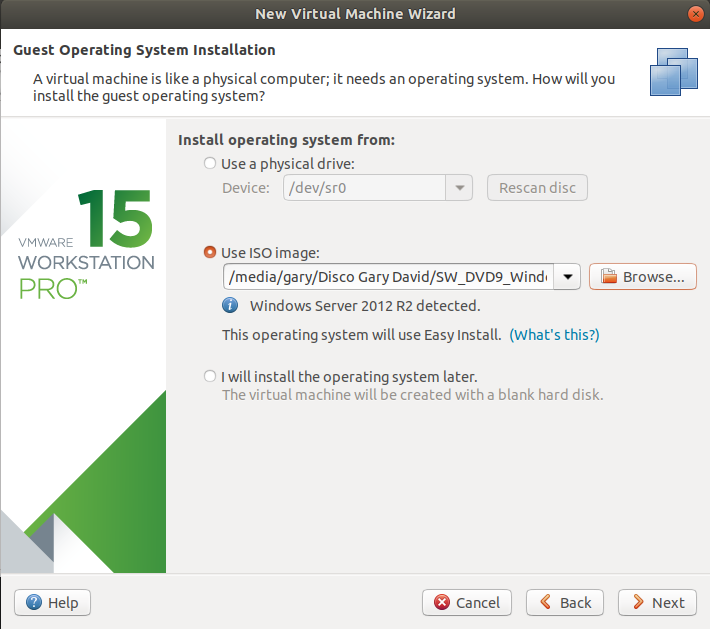 New Virtual Machine Wizard
Guest Operating System Installation
A virtual machine is like a physical computer; it needs an operating system. How will you
install the guest operating system?
Install operating system from:
Use a physical drive:
Device: /dev/sr0 Rescan disc
Use ISO image:
/media/gary/Disco Gary David/SW_DVD9_Wind Browse...
Windows Server 2012 R2 detected.
This operating system will use Easy Install. (What's this?)
I will install the operating system later.
The virtual machine will be created with a blank hard disk.
15
VMWARE
WORKSTATION
PRO™
Help Cancel Back Next